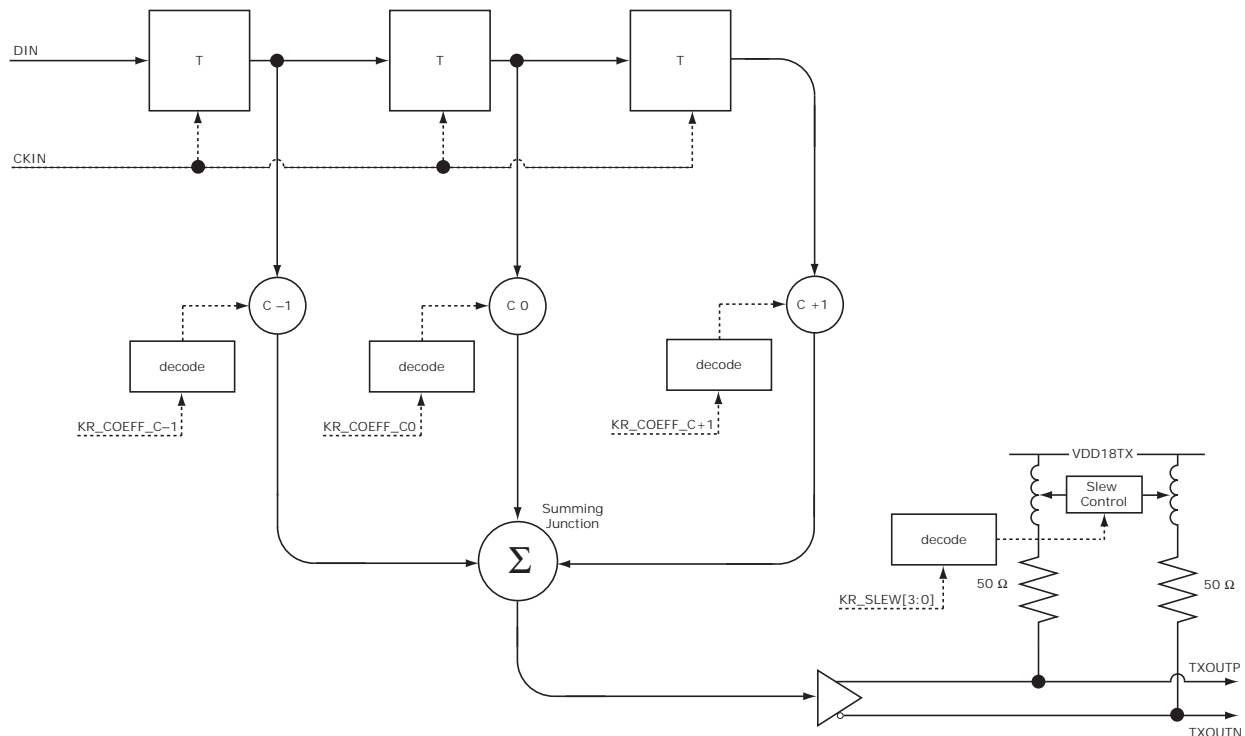 DIN
T
T
T
CKIN
C –1
C 0
C +1
decode
decode
decode
KR_COEFF_C–1
KR_COEFF_C0
KR_COEFF_C+1
VDD18TX
Slew
Control
Summing
Junction
Σ
decode
50 Ω
50 Ω
KR_SLEW[3:0]
TXOUTP
TXOUTN